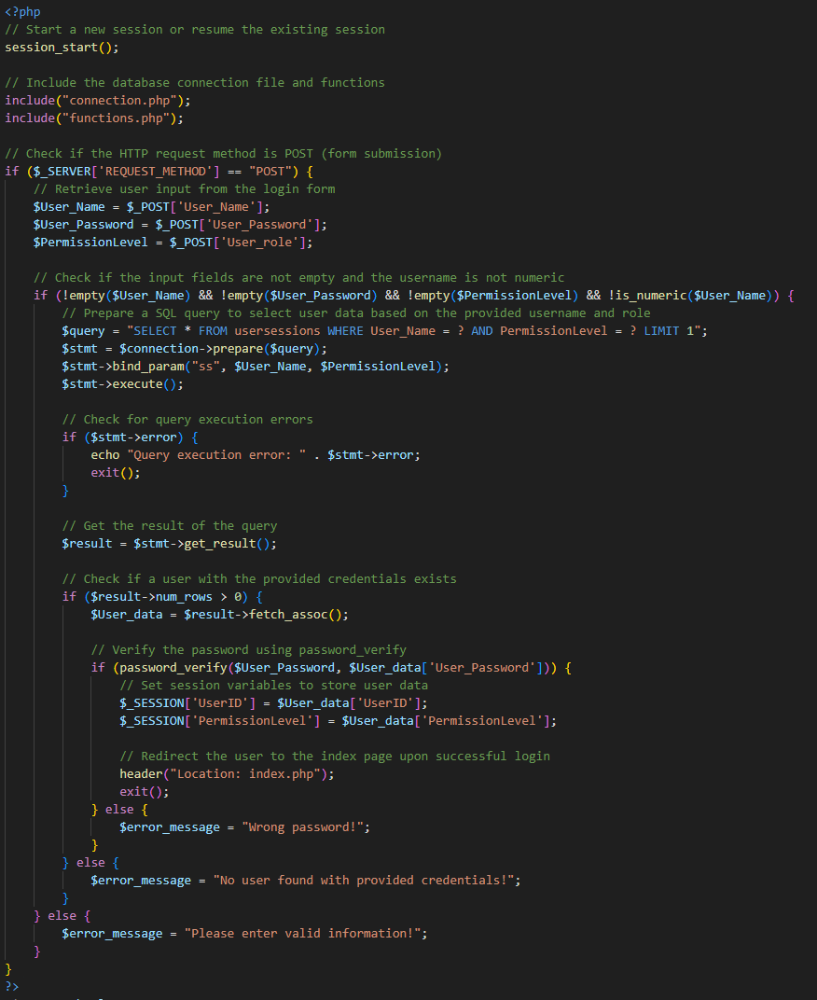 <?php
// Start a new session or resume the existing session
session_start();
// Include the database connection file and functions
include("connection.php");
include("functions.php");
// Check if the HTTP request method is POST (form submission)
if ($_SERVER['REQUEST_METHOD'] == "POST") {
// Retrieve user input from the login form
$User_Name = $_POST['User_Name'];
$User_Password = $_POST['User_Password'];
$PermissionLevel = $_POST['User_role'];
// Check if the input fields are not empty and the username is not numeric
if (!empty($User_Name) && !empty($User_Password) && !empty($PermissionLevel) && !is_numeric($User_Name)) {
// Prepare a SQL query to select user data based on the provided username and role
$query = "SELECT * FROM usersessions WHERE User_Name = ? AND PermissionLevel = ? LIMIT 1";
$stmt = $connection->prepare($query);
$stmt->bind_param("ss", $User_Name, $PermissionLevel);
$stmt->execute();
// Check for query execution errors
if ($stmt->error) {
echo "Query execution error: " . $stmt->error;
exit();
}
// Get the result of the query
$result = $stmt->get_result();
// Check if a user with the provided credentials exists
if ($result->num_rows > 0) {
$User_data = $result->fetch_assoc();
// Verify the password using password_verify
if (password_verify($User_Password, $User_data['User_Password'])) {
// Set session variables to store user data
$_SESSION['UserID'] = $User_data['UserID'];
$_SESSION['PermissionLevel'] = $User_data['PermissionLevel'];
// Redirect the user to the index page upon successful login
header("Location: index.php");
exit();
} else {
$error_message = "Wrong password!";
}
} else {
$error_message = "No user found with provided credentials!";
}
} else {
$error_message = "Please enter valid information!";
}
}
?>